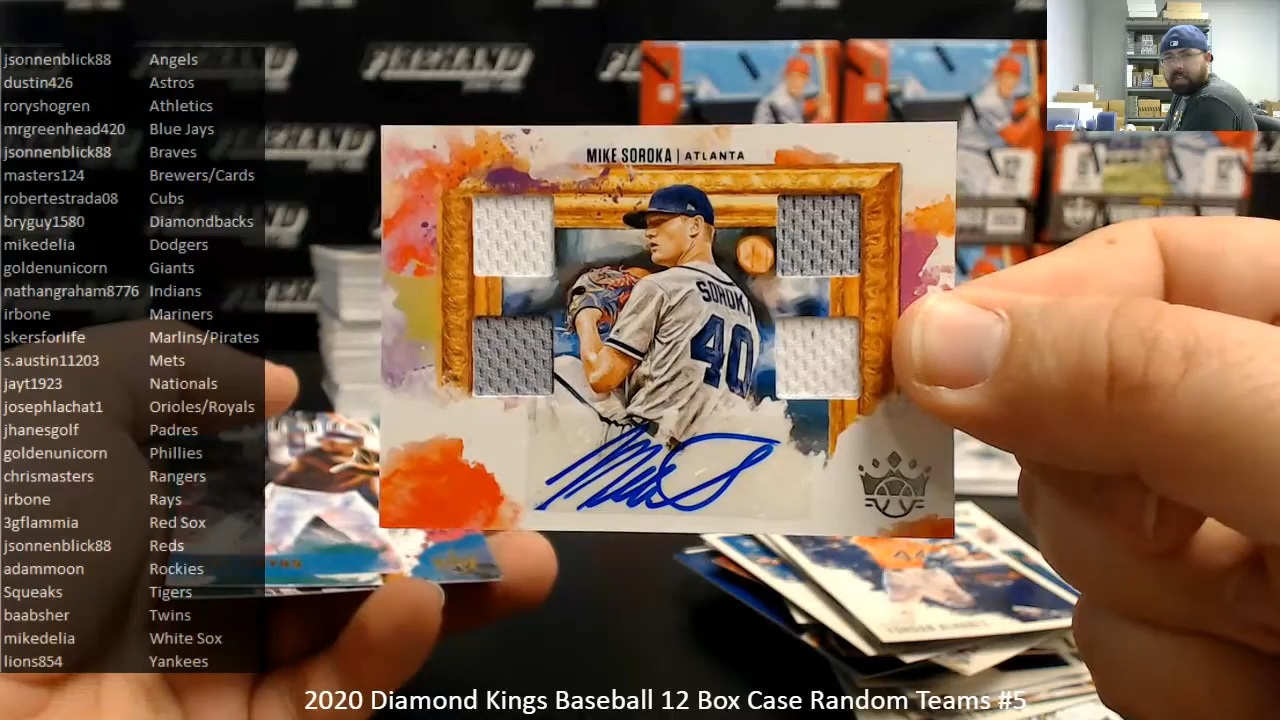 jsonnenblick88 Angels
dustin426 Astros
roryshogren Athletics
mrgreenhead420 Blue Jays
jsonnenblick88 Braves
masters124 Brewers/Cards
robertestrada08 Cubs
bryguy1580 Diamondbacks
mikedelia Dodgers
goldenunicorn Giants
nathangraham8776 Indians
irbone Mariners
skersforlife Marlins/Pirates
s.austin11203 Mets
jayt1923 Nationals
josephlachat1 Orioles/Royals
jhanesgolf Padres
goldenunicorn Phillies
chrismasters Rangers
irbone Rays
3gflammia Red Sox
jsonnenblick88 Reds
adammoon Rockies
Squeaks Tigers
baabsher Twins
mikedelia White Sox
lions854 Yankees
FIREHAND
MIKE SOROKA | ATLANTA
SOROK
40
2020 Diamond Kings Baseball 12 Box Case Random Teams #5